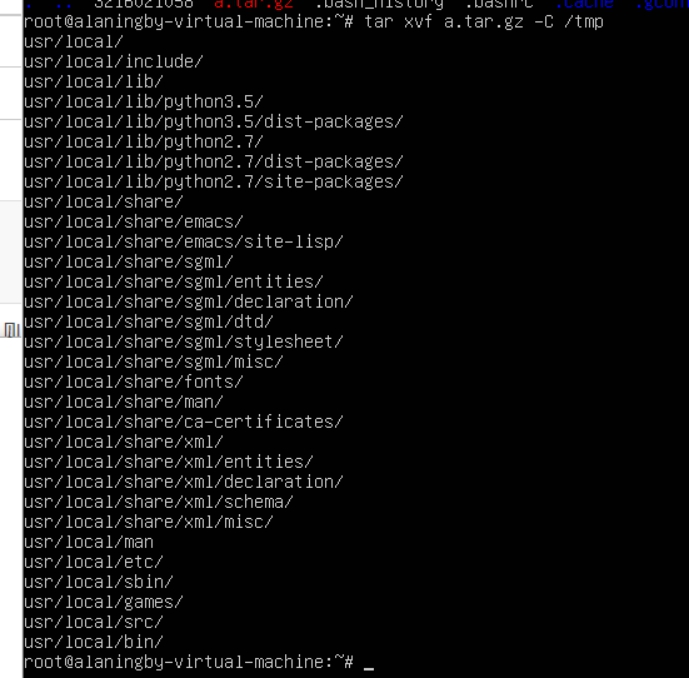 . .. 3216021058 a.tar.gz .bash_history .bashrc .cache .gconf
root@alaningby-virtual-machine:~# tar xvf a.tar.gz -C /tmp
usr/local/
usr/local/include/
usr/local/lib/
usr/local/lib/python3.5/
usr/local/lib/python3.5/dist-packages/
usr/local/lib/python2.7/
usr/local/lib/python2.7/dist-packages/
usr/local/lib/python2.7/site-packages/
usr/local/share/
usr/local/share/emacs/
usr/local/share/emacs/site-lisp/
usr/local/share/sgml/
usr/local/share/sgml/entities/
usr/local/share/sgml/declaration/
usr/local/share/sgml/dtd/
usr/local/share/sgml/stylesheet/
usr/local/share/sgml/misc/
usr/local/share/fonts/
usr/local/share/man/
usr/local/share/ca-certificates/
usr/local/share/xml/
usr/local/share/xml/entities/
usr/local/share/xml/declaration/
usr/local/share/xml/schema/
usr/local/share/xml/misc/
usr/local/man
usr/local/etc/
usr/local/sbin/
usr/local/games/
usr/local/src/
usr/local/bin/
root@alaningby-virtual-machine:~# _